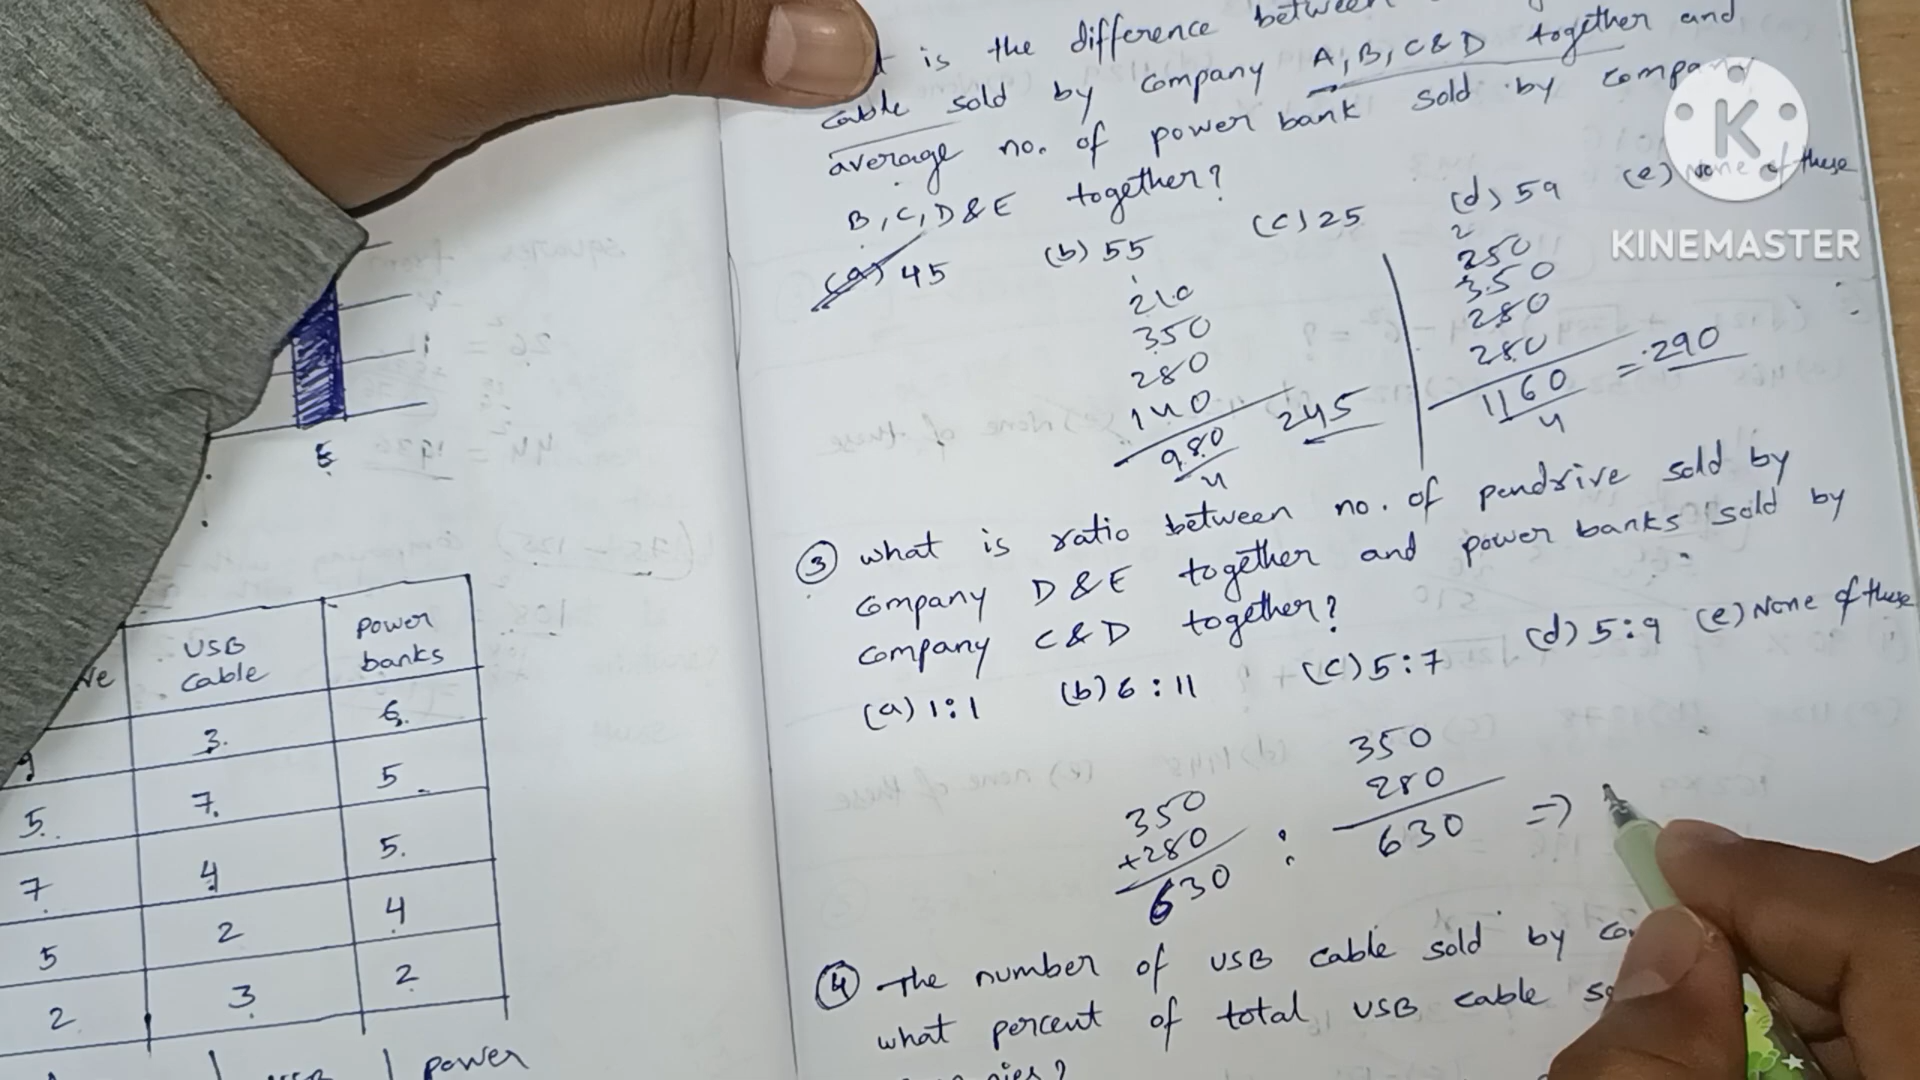 is the difference between
cable sold by company A, B, C & D together and
average no. of power bank sold by company
B, C, D & E together?
(a) 45 (b) 55 (c) 25 (d) 59 (e) None of these
K
KINEMASTER
210
350
280
140
980
4
245
2
250
350
280
280
1160
4
= 290
E
③ what is ratio between no. of pendrive sold by
company D & E together and power banks sold by
company C & D together?
(a) 1:1 (b) 6:11 (c) 5:7 (d) 5:9 (e) None of these
350
+280
630
:
350
280
630
=>
④ The number of USB cable sold by
what percent of total USB cable
USB cable
power banks
3. 6.
5. 7. 5
7 4 5.
5 2 4
2 3 2
power